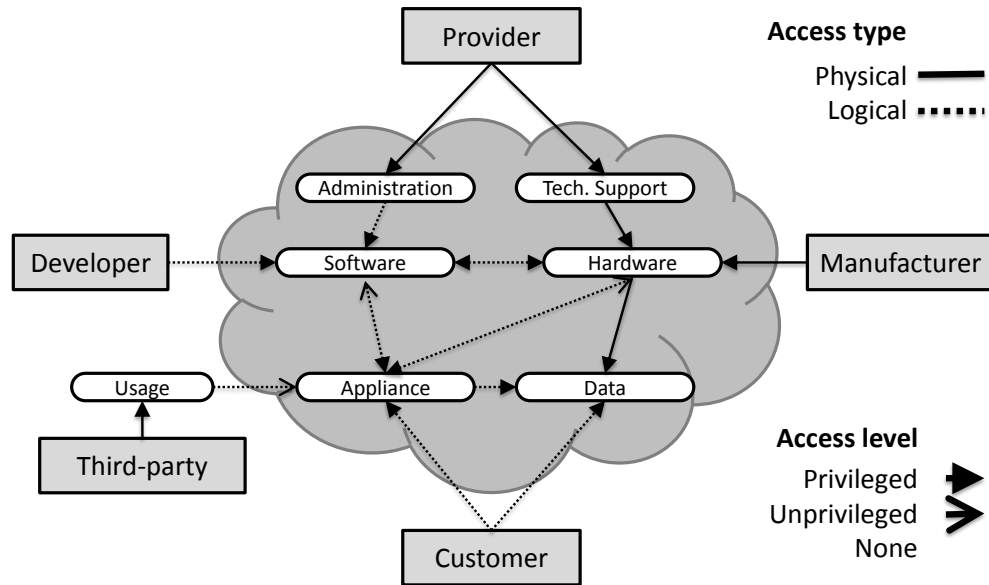 Provider
Access type
Physical
Logical
Administration
Tech. Support
Developer
Software
Hardware
Manufacturer
Usage
Appliance
Data
Third-party
Access level
Privileged
Unprivileged
None
Customer